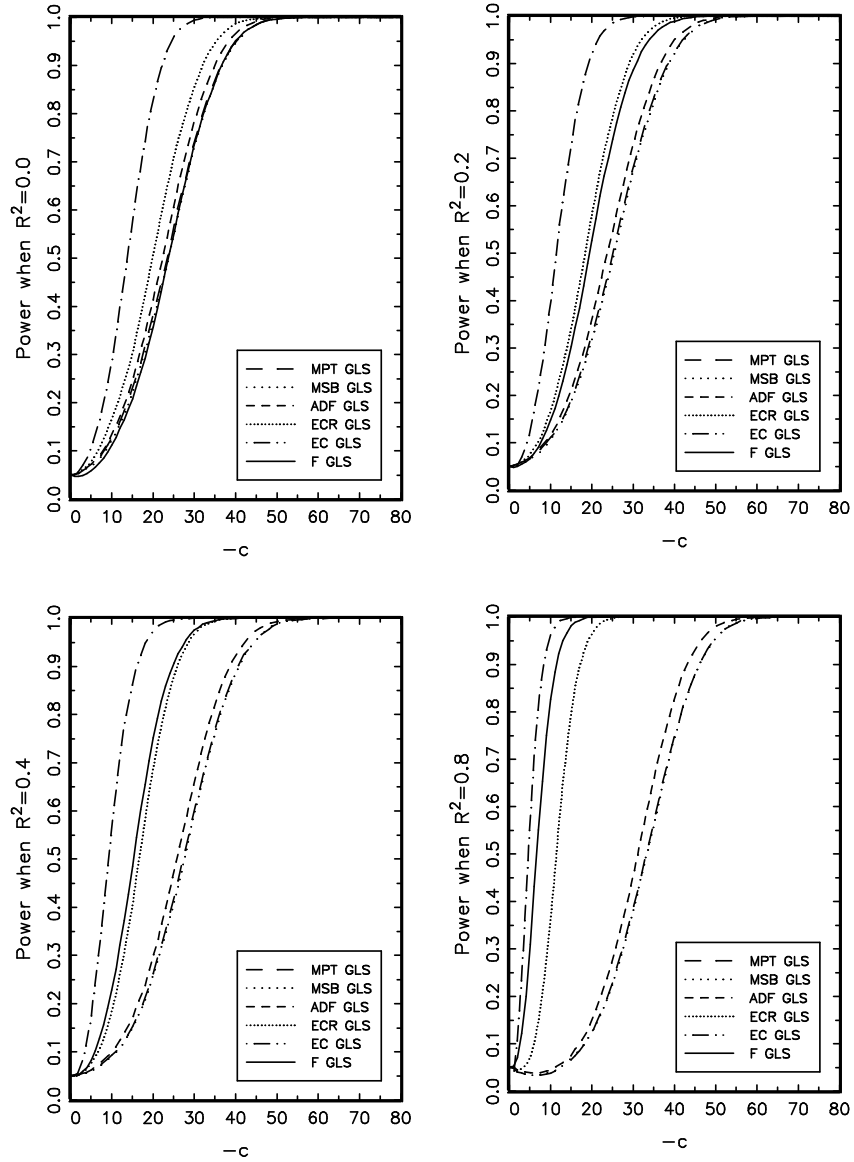 Power when R²=0.0
1.0
0.9
0.8
0.7
0.6
0.5
0.4
0.3
0.2
0.1
0.0
MPT GLS
MSB GLS
ADF GLS
ECR GLS
EC GLS
F GLS
0 10 20 30 40 50 60 70 80
−c
Power when R²=0.2
1.0
0.9
0.8
0.7
0.6
0.5
0.4
0.3
0.2
0.1
0.0
MPT GLS
MSB GLS
ADF GLS
ECR GLS
EC GLS
F GLS
0 10 20 30 40 50 60 70 80
−c
Power when R²=0.4
1.0
0.9
0.8
0.7
0.6
0.5
0.4
0.3
0.2
0.1
0.0
MPT GLS
MSB GLS
ADF GLS
ECR GLS
EC GLS
F GLS
0 10 20 30 40 50 60 70 80
−c
Power when R²=0.8
1.0
0.9
0.8
0.7
0.6
0.5
0.4
0.3
0.2
0.1
0.0
MPT GLS
MSB GLS
ADF GLS
ECR GLS
EC GLS
F GLS
0 10 20 30 40 50 60 70 80
−c